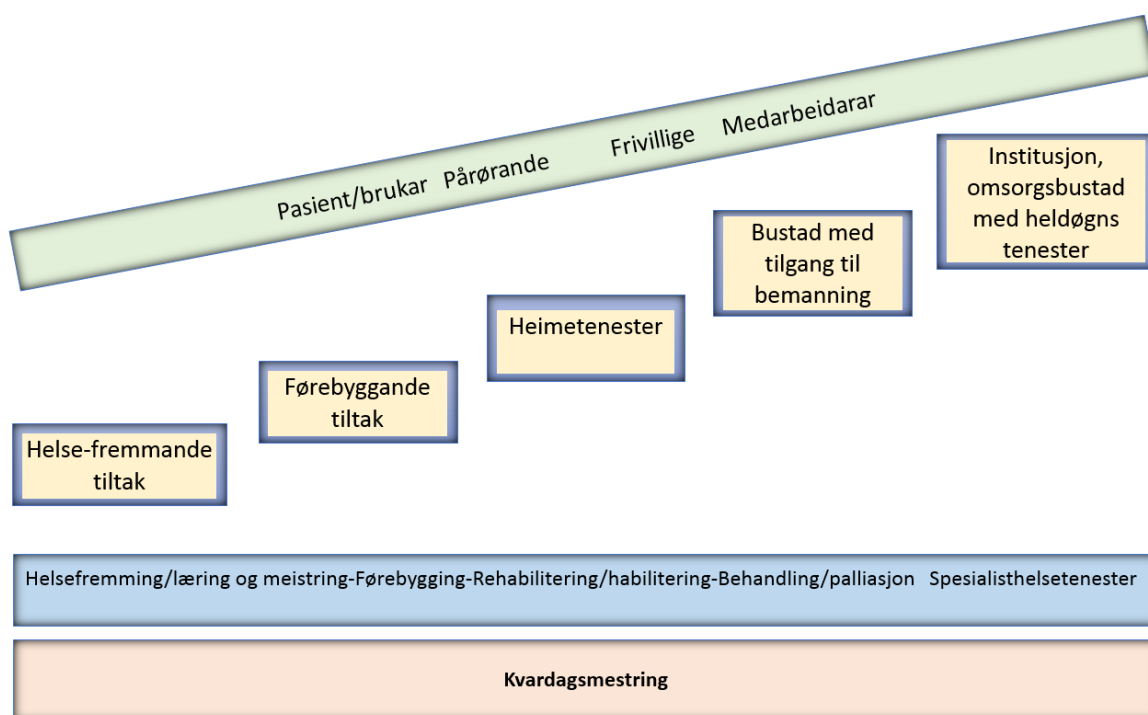 Pasient/brukar Pårørande Frivillige Medarbeidarar
Institusjon,
omsorgsbustad
med heldøgns
tenester
Bustad med
tilgang til
bemanning
Heimetenester
Førebyggande
tiltak
Helse-fremmande
tiltak
Helsefremming/læring og meistring-Førebygging-Rehabilitering/habilitering-Behandling/palliasjon Spesialisthelsetenester
Kvardagsmestring